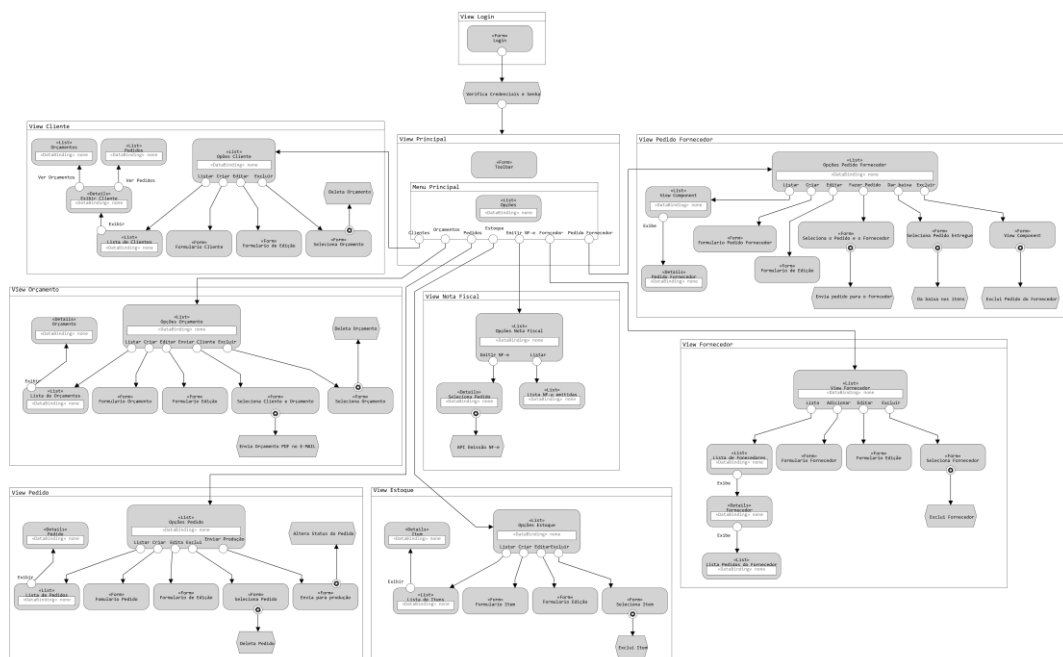 View Login
«Form»
Login
Verifica Credenciais e Senha
View Cliente
«List»
Orçamentos
«DataBinding» none
«List»
Pedidos
«DataBinding» none
«List»
Opções Cliente
«DataBinding» none
Listar Criar Editar Excluir
Ver Orçamentos
Ver Pedidos
«Details»
Exibir Cliente
«DataBinding» none
Exibir
«List»
Lista de Clientes
«DataBinding» none
«Form»
Formulario Cliente
«Form»
Formulario de Edição
«Form»
Seleciona Orçamento
Deleta Orçamento
View Principal
«Form»
Toolbar
Menu Principal
«List»
Opções
«DataBinding» none
Clientes Orçamentos Pedidos Estoque Emitir NF-e Fornecedor Pedido Fornecedor
View Pedido Fornecedor
«List»
Opções Pedido Fornecedor
«DataBinding» none
Listar Criar Editar Fazer Pedido Dar baixa Excluir
«List»
View Component
«DataBinding» none
Exibe
«Details»
Pedido Fornecedor
«DataBinding» none
«Form»
Formulario Pedido Fornecedor
«Form»
Formulario de Edição
«Form»
Seleciona o Pedido e o Fornecedor
«Form»
Seleciona Pedido Entregue
«Form»
View Component
Envia pedido para o Fornecedor
Da baixa nos itens
Exclui Pedido do Fornecedor
View Orcamento
«Details»
Orçamento
«DataBinding» none
«List»
Opções Orçamento
«DataBinding» none
Listar Criar Editar Enviar Cliente Excluir
Deleta Orçamento
Exibir
«List»
Lista de Orçamentos
«DataBinding» none
«Form»
Formulario Orçamento
«Form»
Formulario Edição
«Form»
Seleciona Cliente e Orçamento
«Form»
Seleciona Orçamento
Envia Orçamento PDF no E-MAIL
View Nota Fiscal
«List»
Opções Nota Fiscal
«DataBinding» none
Emitir NF-e Listar
«Details»
Seleciona Pedido
«DataBinding» none
«List»
Lista NF-e emitidas
«DataBinding» none
API Emissão NF-e
View Fornecedor
«List»
View Fornecedor
«DataBinding» none
Lista Adicionar Editar Excluir
«List»
Lista de Fornecedores
«DataBinding» none
«Form»
Formulario Fornecedor
«Form»
Formulario Edição
«Form»
Seleciona Fornecedor
Exibe
«Details»
Fornecedor
«DataBinding» none
Exclui Fornecedor
Exibe
«List»
Lista Pedidos do Fornecedor
«DataBinding» none
View Pedido
«Details»
Pedido
«DataBinding» none
«List»
Opções Pedido
«DataBinding» none
Listar Criar Edita Exclui Enviar Produção
Altera Status do Pedido
Exibir
«List»
Lista de Pedidos
«DataBinding» none
«Form»
Fomulario Pedido
«Form»
Formulario de Edição
«Form»
Seleciona Pedido
«Form»
Envia para produção
Deleta Pedido
View Estoque
«Details»
Item
«DataBinding» none
«List»
Opções Estoque
«DataBinding» none
Listar Criar Editar Excluir
Exibir
«List»
Lista de Itens
«DataBinding» none
«Form»
Formulario Item
«Form»
Formulario Edição
«Form»
Seleciona Item
Exclui Item